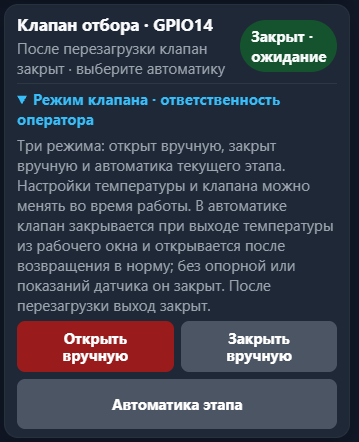 Клапан отбора · GPIO14
После перезагрузки клапан
закрыт · выберите автоматику
Закрыт ·
ожидание
▼ Режим клапана · ответственность
оператора
Три режима: открыт вручную, закрыт
вручную и автоматика текущего этапа.
Настройки температуры и клапана можно
менять во время работы. В автоматике
клапан закрывается при выходе температуры
из рабочего окна и открывается после
возвращения в норму; без опорной или
показаний датчика он закрыт. После
перезагрузки выход закрыт.
Открыть
вручную
Закрыть
вручную
Автоматика этапа